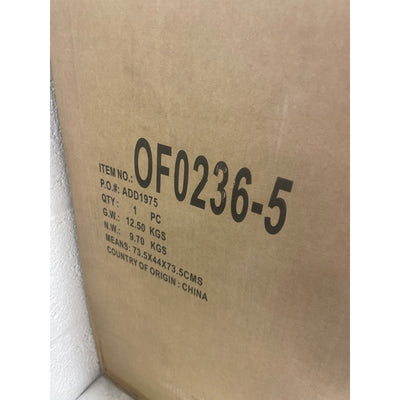 ITEM NO.: OF0236-5
P.O.#: ADD1975
QTY : 1 PC
G.W.: 12.50 KGS
N.W.: 9.70 KGS
MEANS: 73.5X44X73.5CMS
COUNTRY OF ORIGIN : CHINA